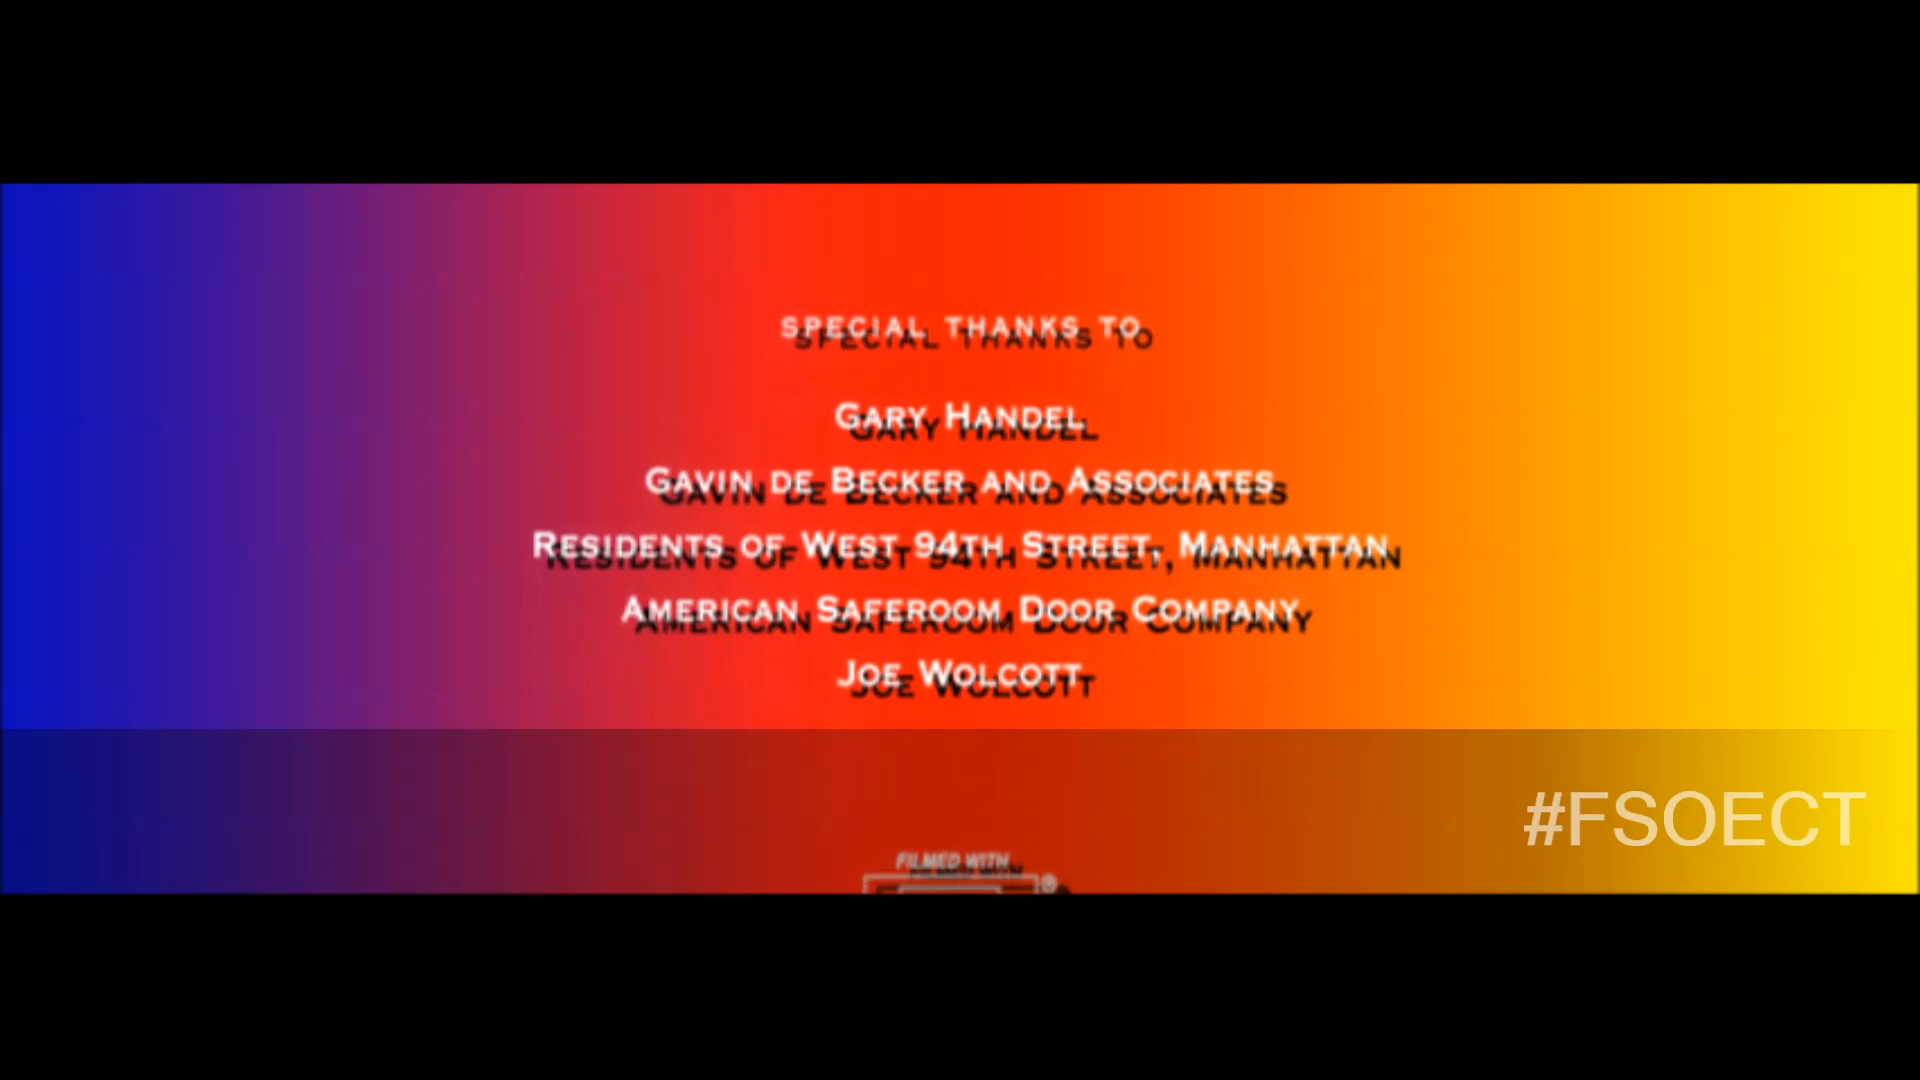 SPECIAL THANKS TO
GARY HANDEL
GAVIN DE BECKER AND ASSOCIATES
RESIDENTS OF WEST 94TH STREET, MANHATTAN
AMERICAN SAFEROOM DOOR COMPANY
JOE WOLCOTT
#FSOECT
FILMED WITH
®